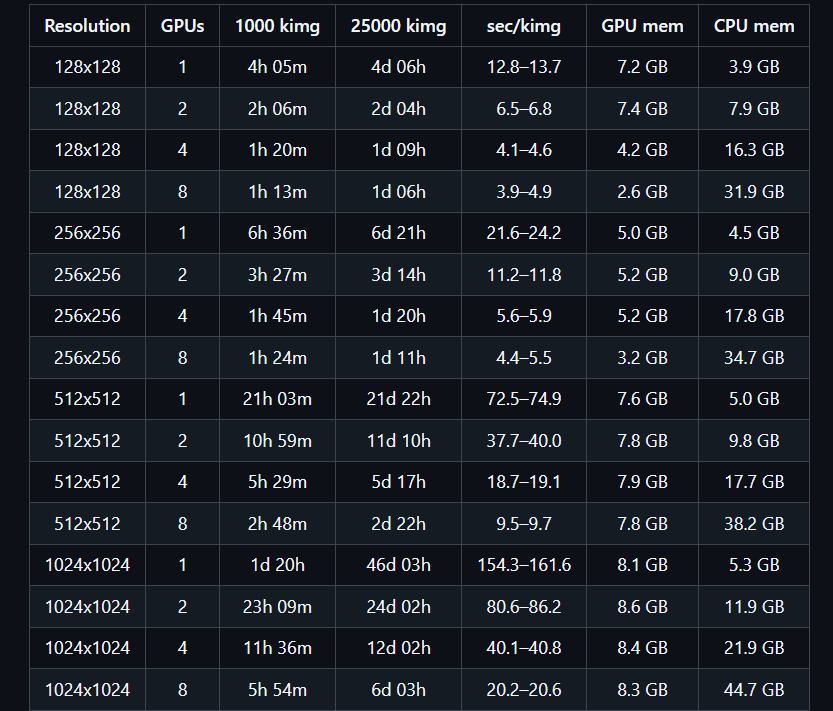 Resolution GPUs 1000 kimg 25000 kimg sec/kimg GPU mem CPU mem
128x128 1 4h 05m 4d 06h 12.8–13.7 7.2 GB 3.9 GB
128x128 2 2h 06m 2d 04h 6.5–6.8 7.4 GB 7.9 GB
128x128 4 1h 20m 1d 09h 4.1–4.6 4.2 GB 16.3 GB
128x128 8 1h 13m 1d 06h 3.9–4.9 2.6 GB 31.9 GB
256x256 1 6h 36m 6d 21h 21.6–24.2 5.0 GB 4.5 GB
256x256 2 3h 27m 3d 14h 11.2–11.8 5.2 GB 9.0 GB
256x256 4 1h 45m 1d 20h 5.6–5.9 5.2 GB 17.8 GB
256x256 8 1h 24m 1d 11h 4.4–5.5 3.2 GB 34.7 GB
512x512 1 21h 03m 21d 22h 72.5–74.9 7.6 GB 5.0 GB
512x512 2 10h 59m 11d 10h 37.7–40.0 7.8 GB 9.8 GB
512x512 4 5h 29m 5d 17h 18.7–19.1 7.9 GB 17.7 GB
512x512 8 2h 48m 2d 22h 9.5–9.7 7.8 GB 38.2 GB
1024x1024 1 1d 20h 46d 03h 154.3–161.6 8.1 GB 5.3 GB
1024x1024 2 23h 09m 24d 02h 80.6–86.2 8.6 GB 11.9 GB
1024x1024 4 11h 36m 12d 02h 40.1–40.8 8.4 GB 21.9 GB
1024x1024 8 5h 54m 6d 03h 20.2–20.6 8.3 GB 44.7 GB